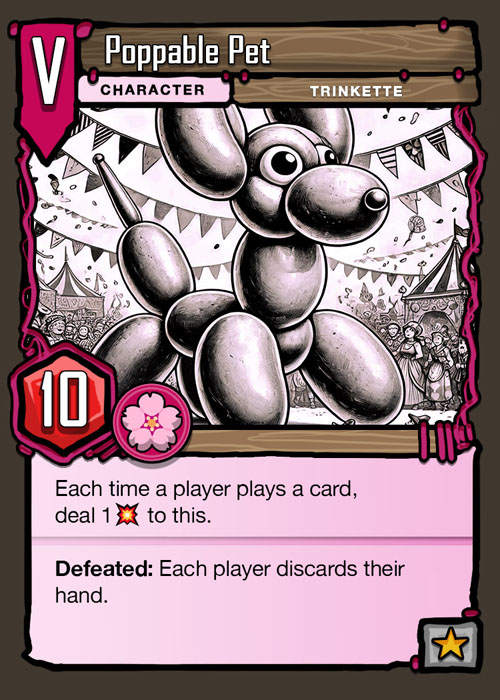 V
Poppable Pet
CHARACTER
TRINKETTE
10
Each time a player plays a card,
deal 1💥 to this.
Defeated: Each player discards their
hand.